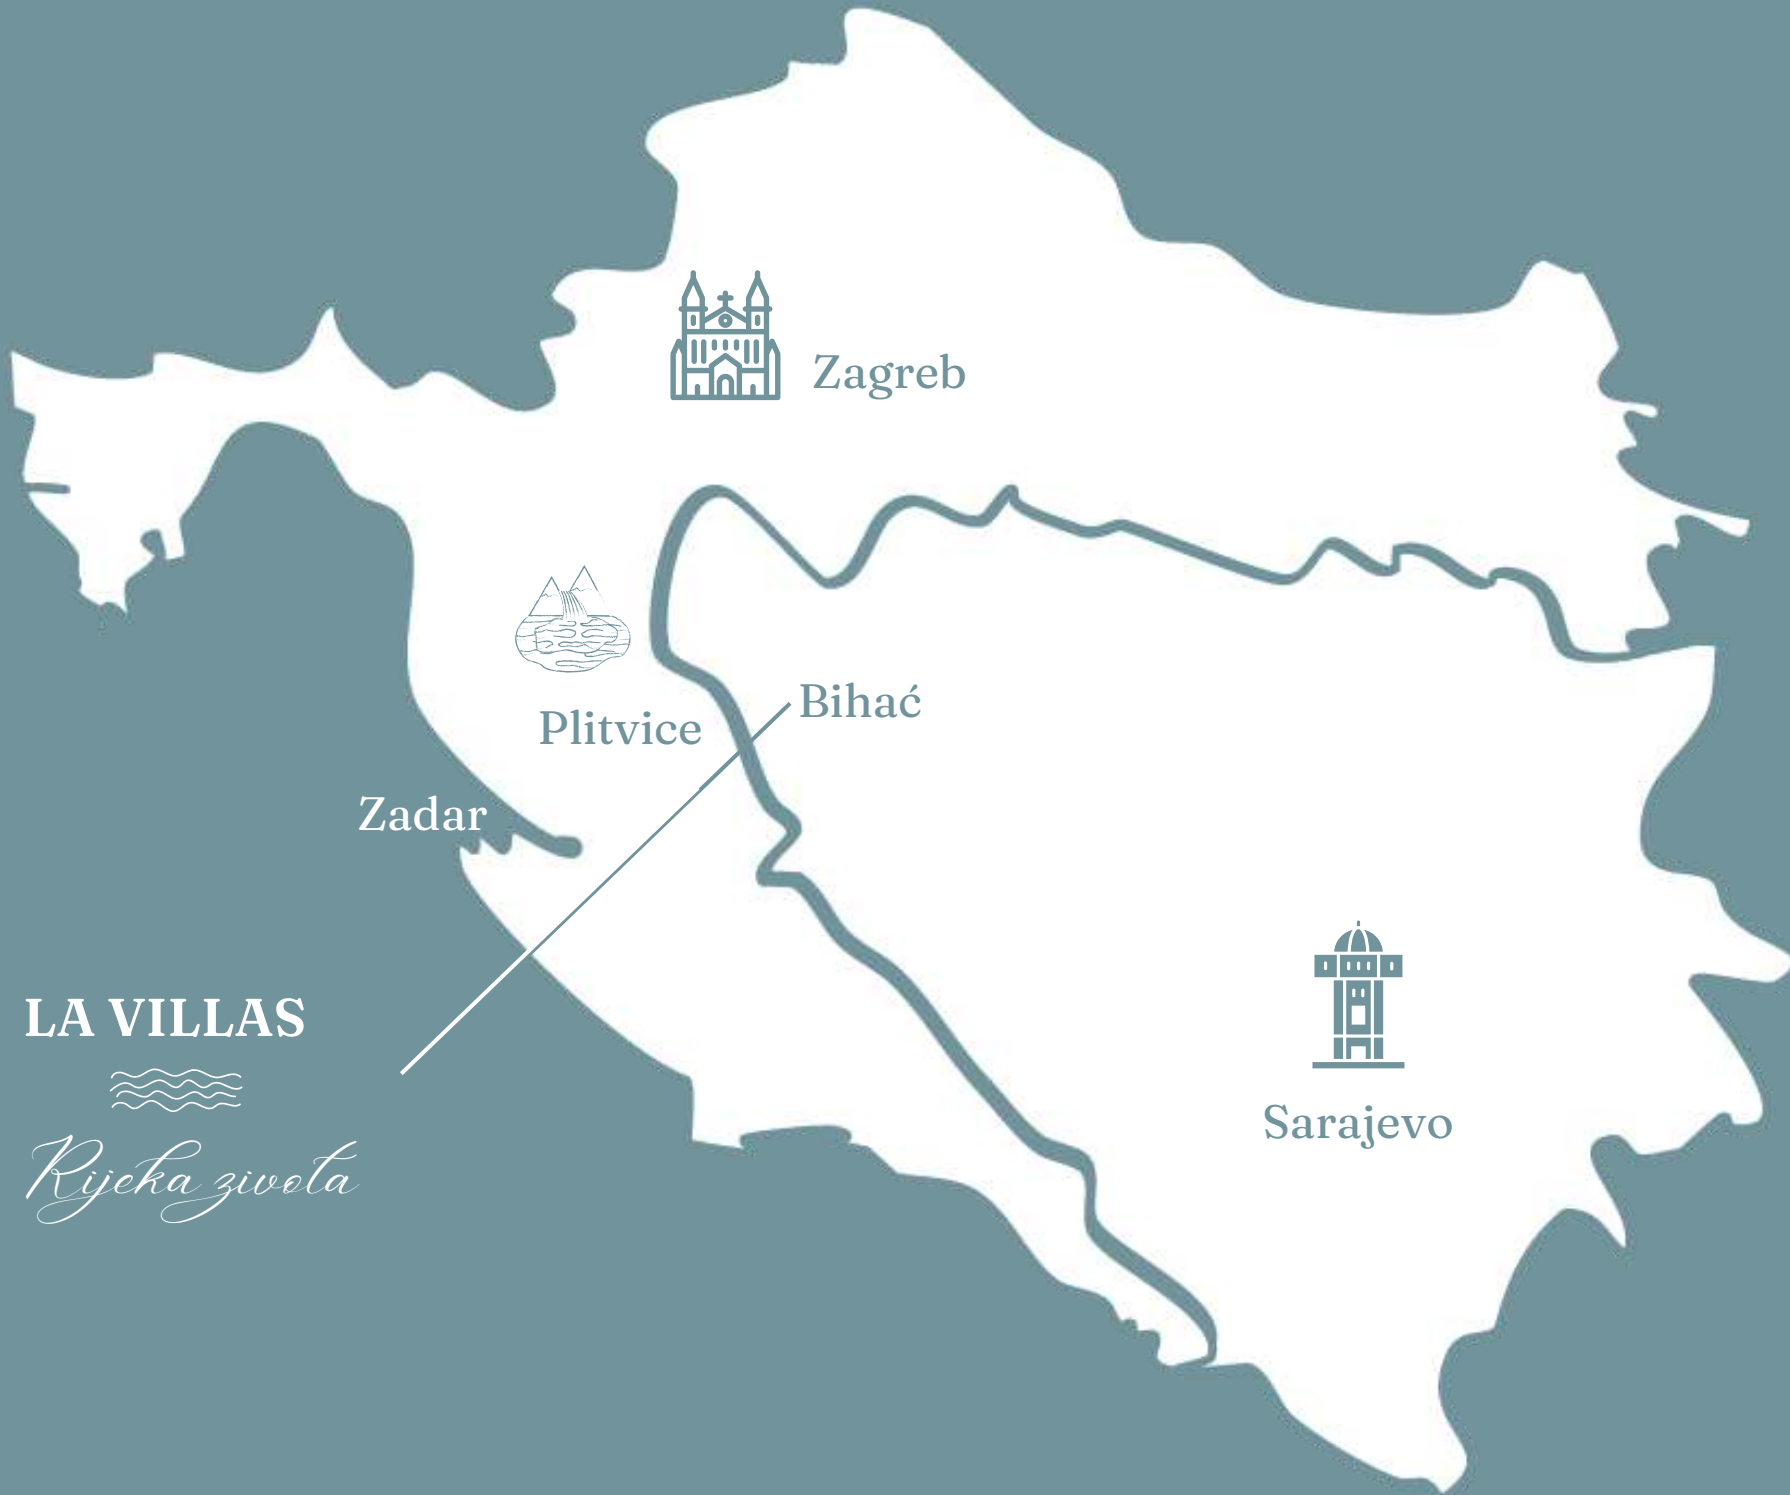 Zagreb
Bihać
Plitvice
Zadar
LA VILLAS
Rijeka zivota
Sarajevo